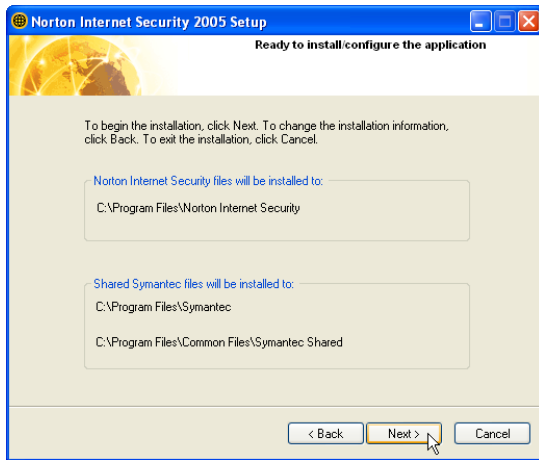 Norton Internet Security 2005 Setup
Ready to install/configure the application
To begin the installation, click Next. To change the installation information,
click Back. To exit the installation, click Cancel.
Norton Internet Security files will be installed to:
C:\Program Files\Norton Internet Security
Shared Symantec files will be installed to:
C:\Program Files\Symantec
C:\Program Files\Common Files\Symantec Shared
< Back Next > Cancel